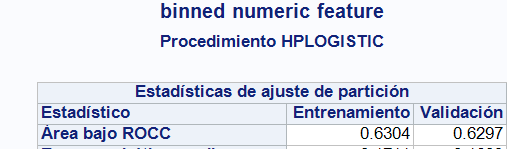 binned numeric feature
Procedimiento HPLOGISTIC
Estadísticas de ajuste de partición
Estadístico Entrenamiento Validación
Área bajo ROCC 0.6304 0.6297